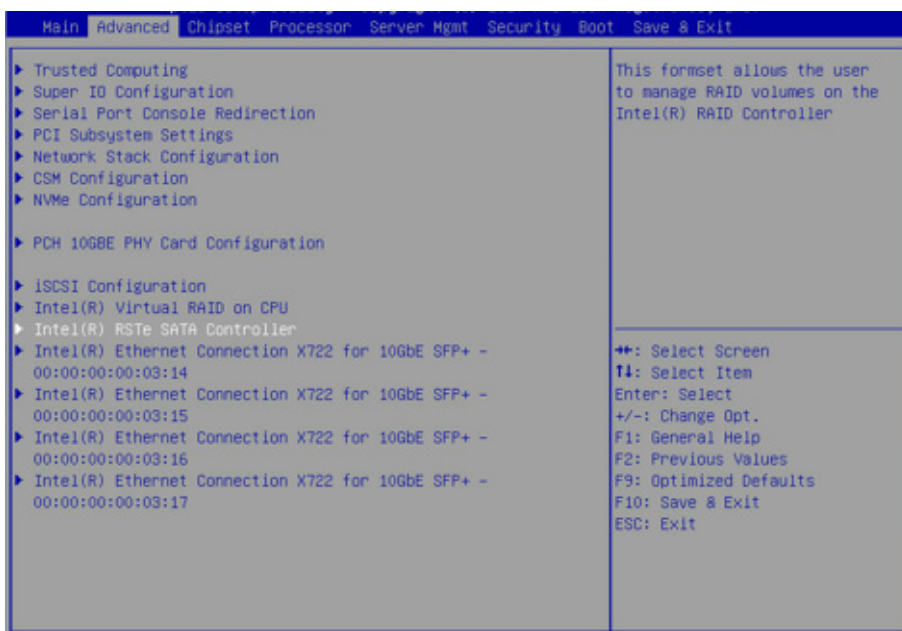 Main Advanced Chipset Processor Server Mgmt Security Boot Save & Exit
Trusted Computing
Super IO Configuration
Serial Port Console Redirection
PCI Subsystem Settings
Network Stack Configuration
CSM Configuration
NVMe Configuration
PCH 10GBE PHY Card Configuration
iSCSI Configuration
Intel(R) Virtual RAID on CPU
Intel(R) RSTe SATA Controller
Intel(R) Ethernet Connection X722 for 10GbE SFP+ -
00:00:00:00:03:14
Intel(R) Ethernet Connection X722 for 10GbE SFP+ -
00:00:00:00:03:15
Intel(R) Ethernet Connection X722 for 10GbE SFP+ -
00:00:00:00:03:16
Intel(R) Ethernet Connection X722 for 10GbE SFP+ -
00:00:00:00:03:17
This formset allows the user
to manage RAID volumes on the
Intel(R) RAID Controller
→←: Select Screen
↑↓: Select Item
Enter: Select
+/-: Change Opt.
F1: General Help
F2: Previous Values
F9: Optimized Defaults
F10: Save & Exit
ESC: Exit